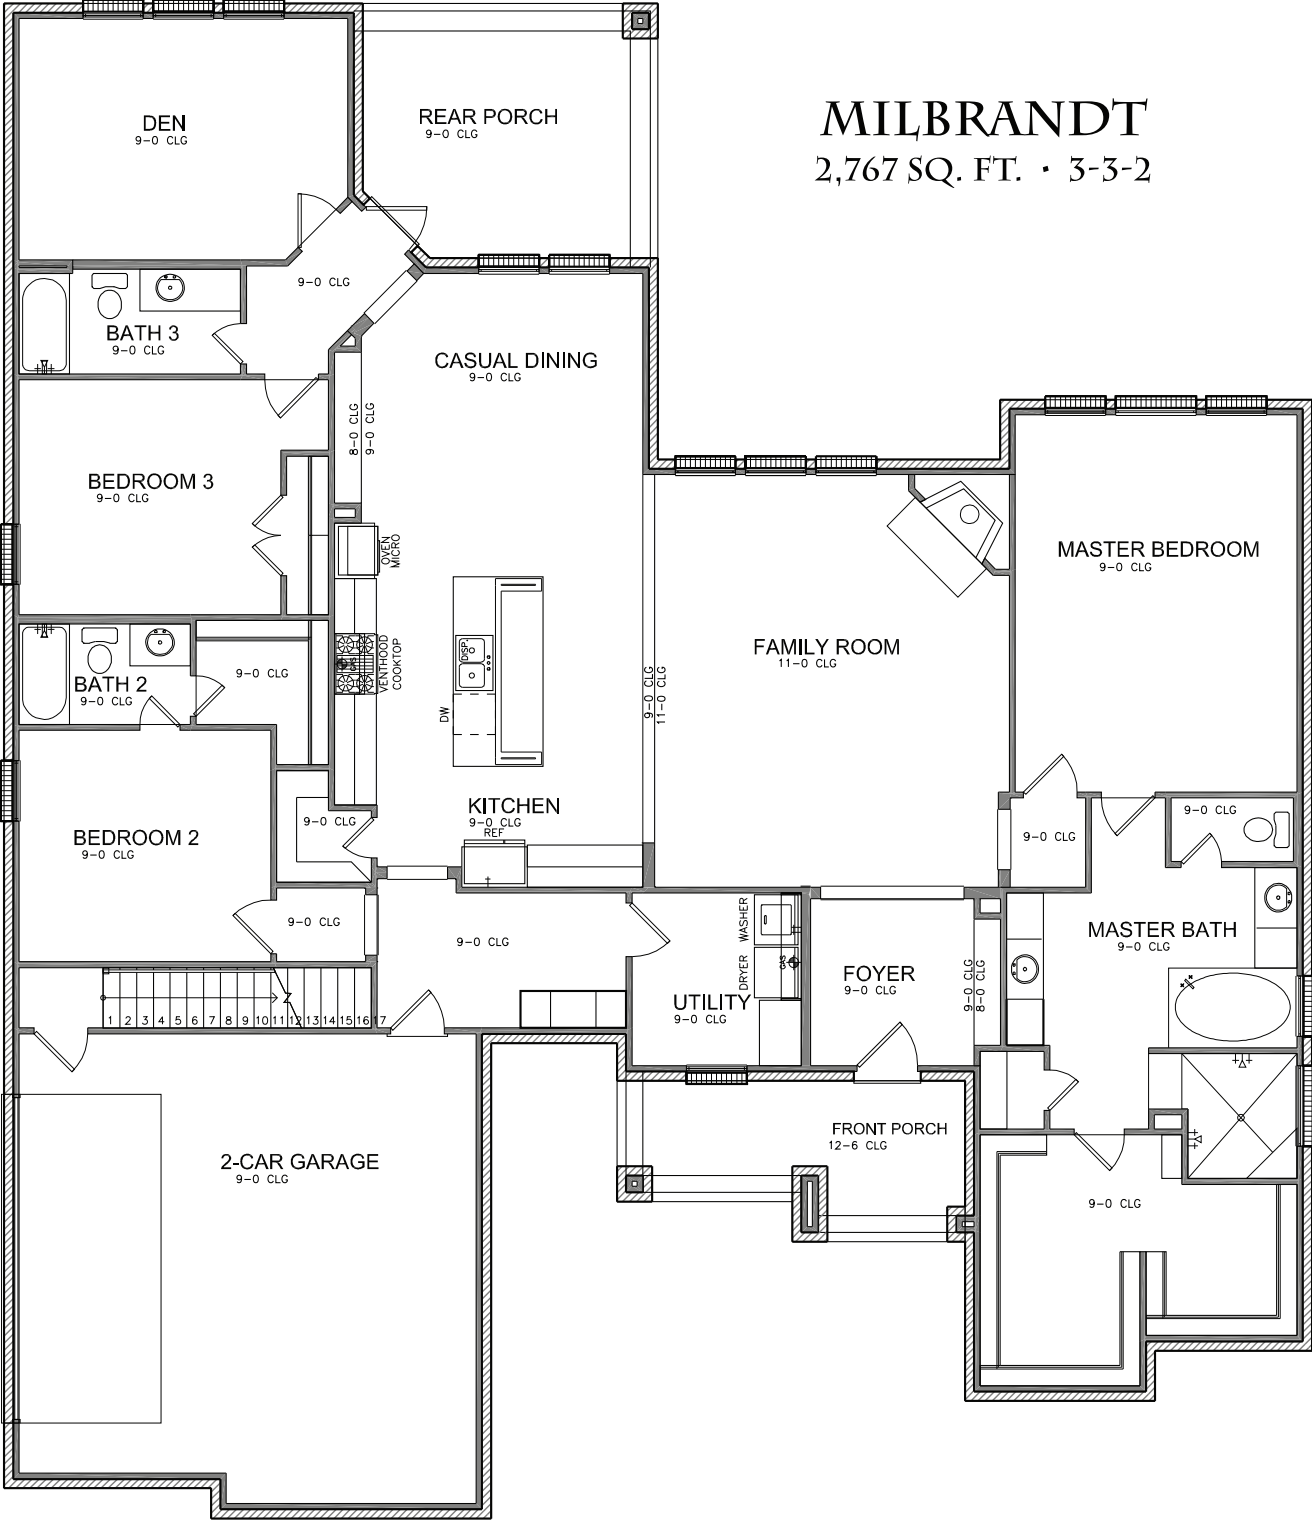 MILBRANDT
2,767 SQ. FT. · 3-3-2
DEN
9-0 CLG
REAR PORCH
9-0 CLG
9-0 CLG
BATH 3
9-0 CLG
CASUAL DINING
9-0 CLG
8-0 CLG
9-0 CLG
BEDROOM 3
9-0 CLG
OVEN
MICRO
MASTER BEDROOM
9-0 CLG
FAMILY ROOM
11-0 CLG
VENTHOOD
COOKTOP
GAS
DISP.
DW
9-0 CLG
11-0 CLG
9-0 CLG
BATH 2
9-0 CLG
KITCHEN
9-0 CLG
REF
9-0 CLG
BEDROOM 2
9-0 CLG
9-0 CLG
9-0 CLG
9-0 CLG
9-0 CLG
WASHER
DRYER
GAS
UTILITY
9-0 CLG
FOYER
9-0 CLG
9-0 CLG
8-0 CLG
MASTER BATH
9-0 CLG
1 2 3 4 5 6 7 8 9 10 11 12 13 14 15 16 17
FRONT PORCH
12-6 CLG
2-CAR GARAGE
9-0 CLG
9-0 CLG